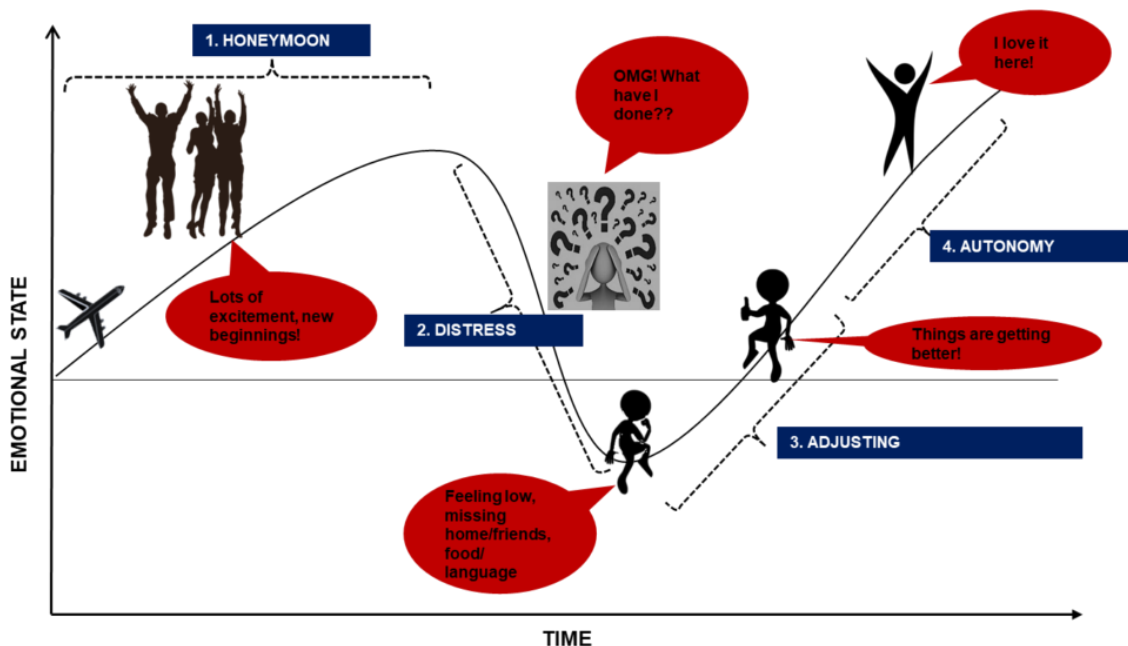 1. HONEYMOON
I love it
here!
OMG! What
have I
done??
4. AUTONOMY
Lots of
excitement, new
beginnings!
2. DISTRESS
Things are getting
better!
3. ADJUSTING
Feeling low,
missing
home/friends,
food/
language
EMOTIONAL STATE
TIME